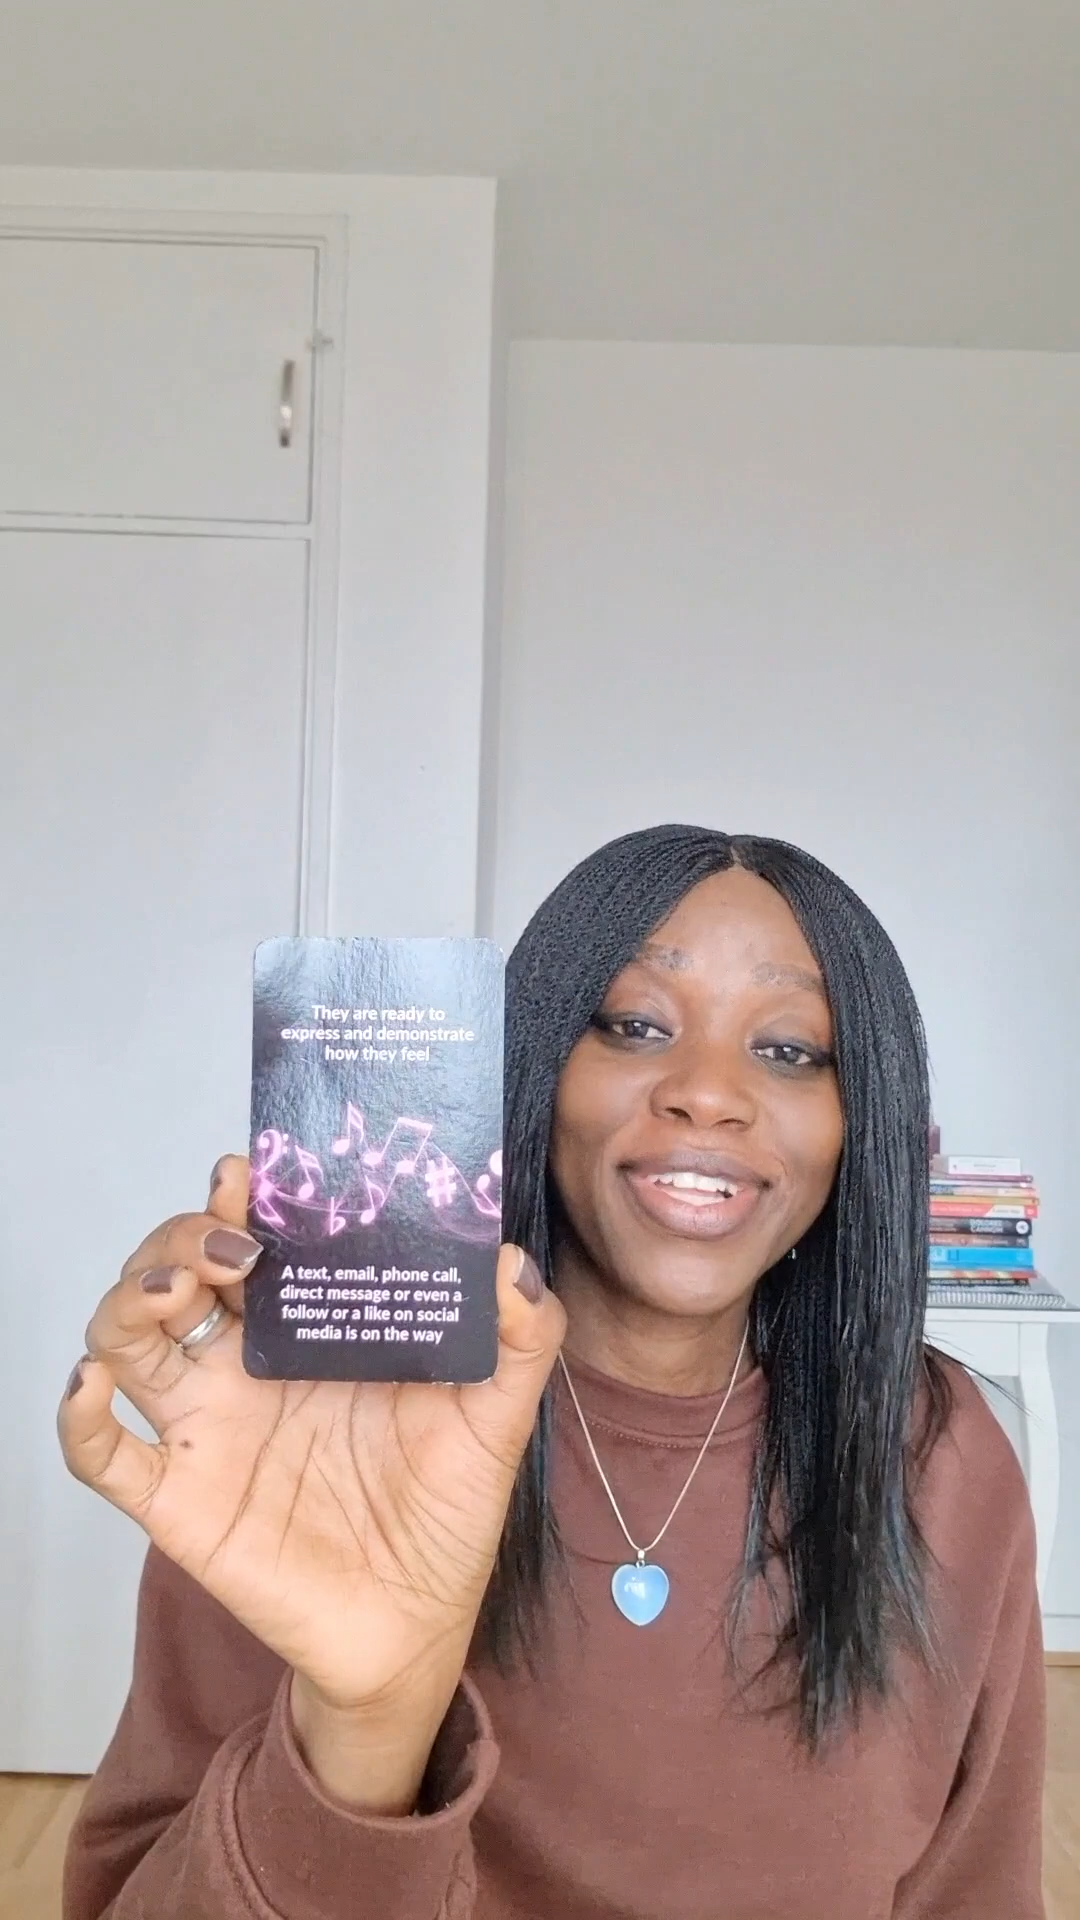 They are ready to
express and demonstrate
how they feel
A text, email, phone call,
direct message or even a
follow or a like on social
media is on the way